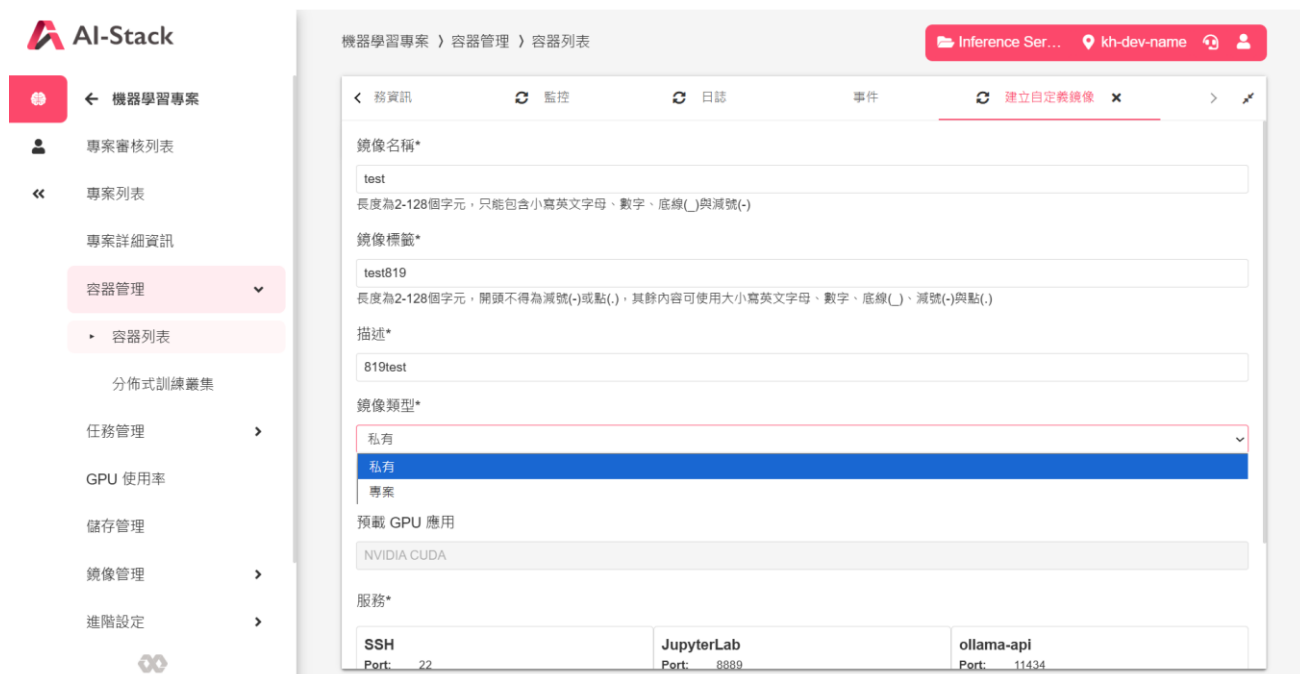 AI-Stack
機器學習專案 〉容器管理 〉容器列表
Inference Ser... kh-dev-name
機器學習專案
專案審核列表
專案列表
專案詳細資訊
容器管理
容器列表
分佈式訓練叢集
任務管理
GPU 使用率
儲存管理
鏡像管理
進階設定
務資訊 監控 日誌 事件 建立自定義鏡像
鏡像名稱*
test
長度為2-128個字元，只能包含小寫英文字母、數字、底線(_)與減號(-)
鏡像標籤*
test819
長度為2-128個字元，開頭不得為減號(-)或點(.)，其餘內容可使用大小寫英文字母、數字、底線(_)、減號(-)與點(.)
描述*
819test
鏡像類型*
私有
私有
專案
預載 GPU 應用
NVIDIA CUDA
服務*
SSH JupyterLab ollama-api
Port: 22 Port: 8889 Port: 11434